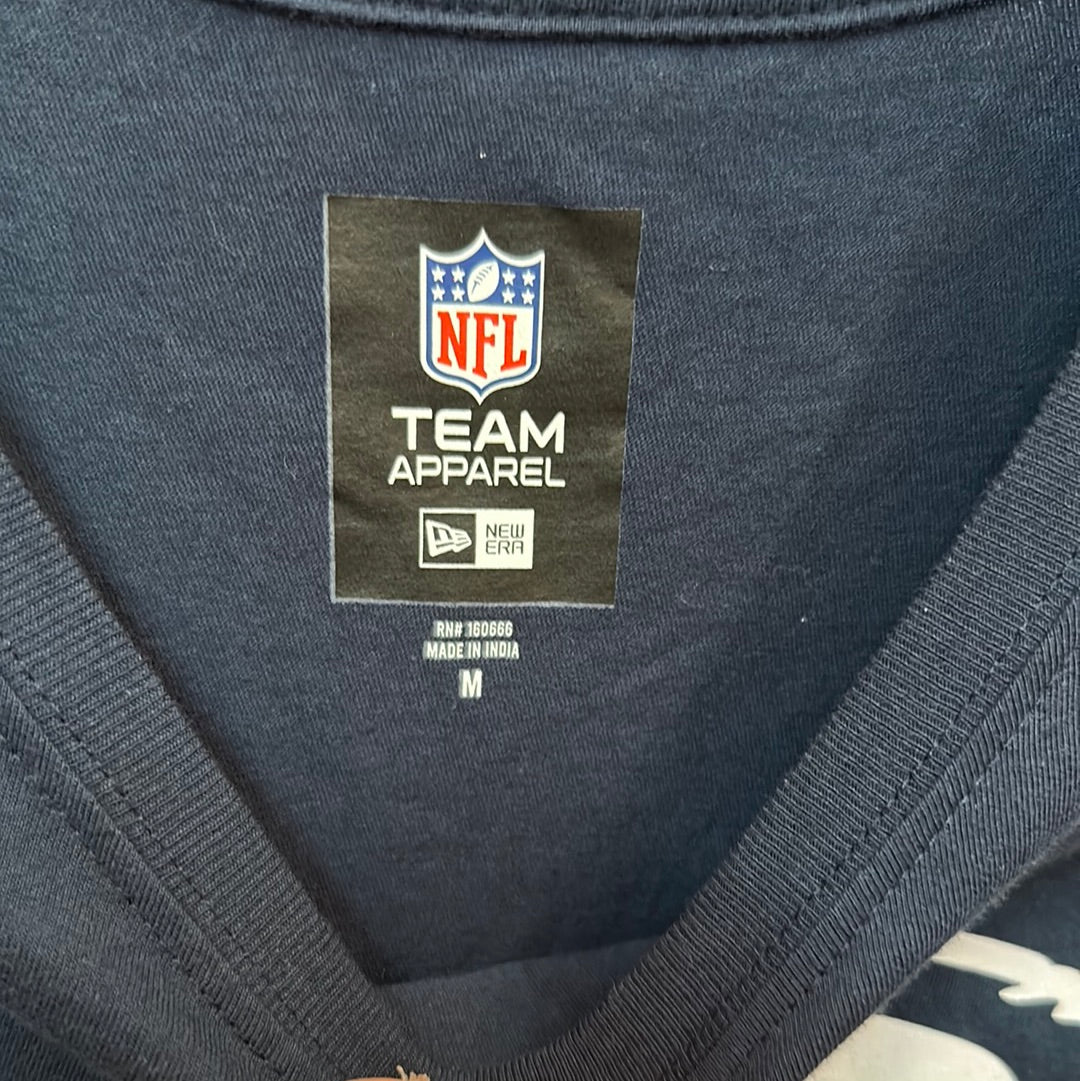 NFL
TEAM
APPAREL
NEW
ERA
RN# 160666
MADE IN INDIA
M